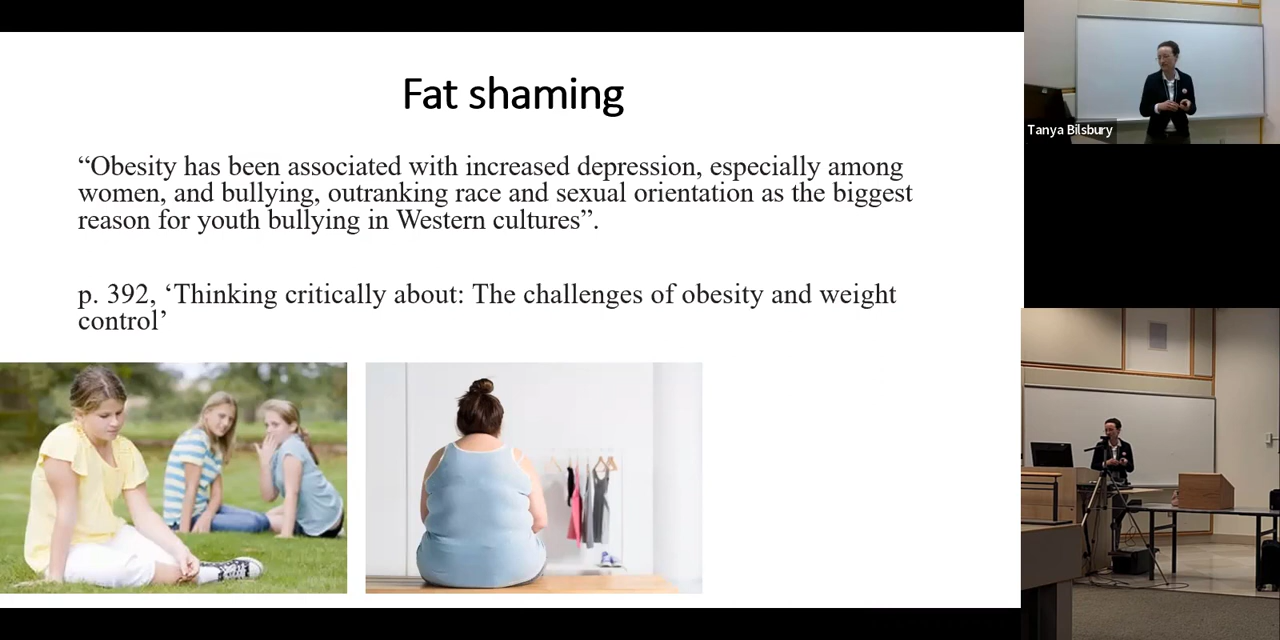 Fat shaming
“Obesity has been associated with increased depression, especially among
women, and bullying, outranking race and sexual orientation as the biggest
reason for youth bullying in Western cultures”.
p. 392, ‘Thinking critically about: The challenges of obesity and weight
control’
Tanya Bilsbury